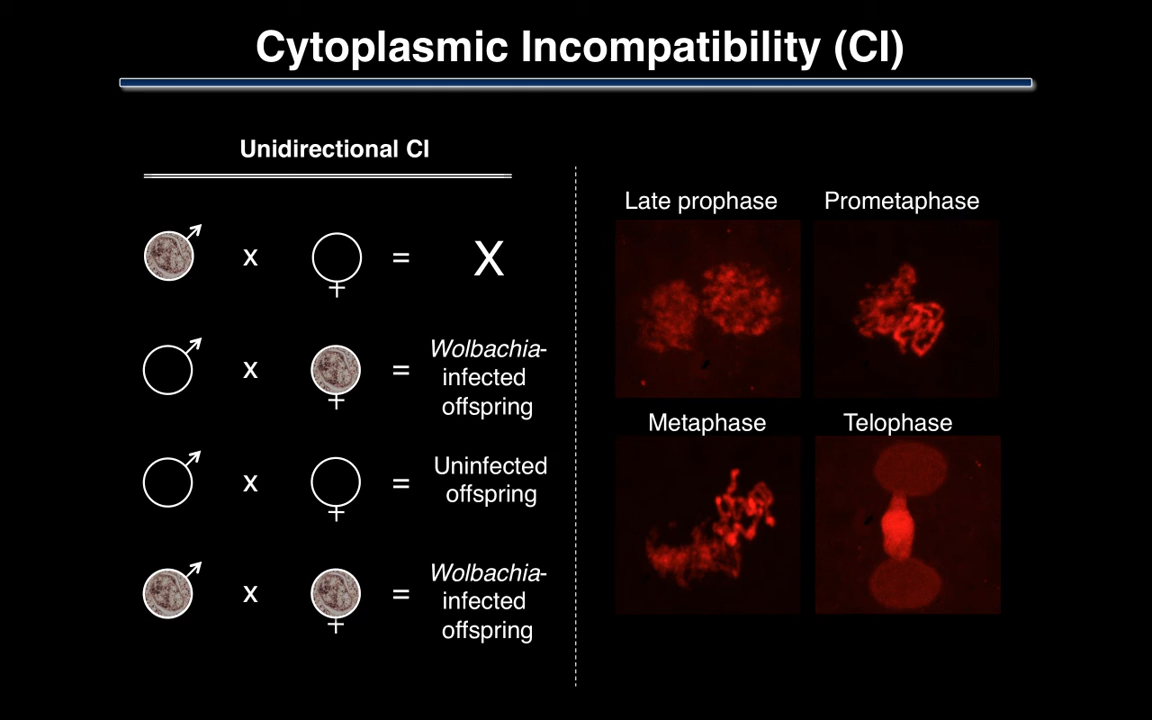 Cytoplasmic Incompatibility (CI)
Unidirectional CI
x = X
x = Wolbachia-
infected
offspring
x = Uninfected
offspring
x = Wolbachia-
infected
offspring
Late prophase
Prometaphase
Metaphase
Telophase